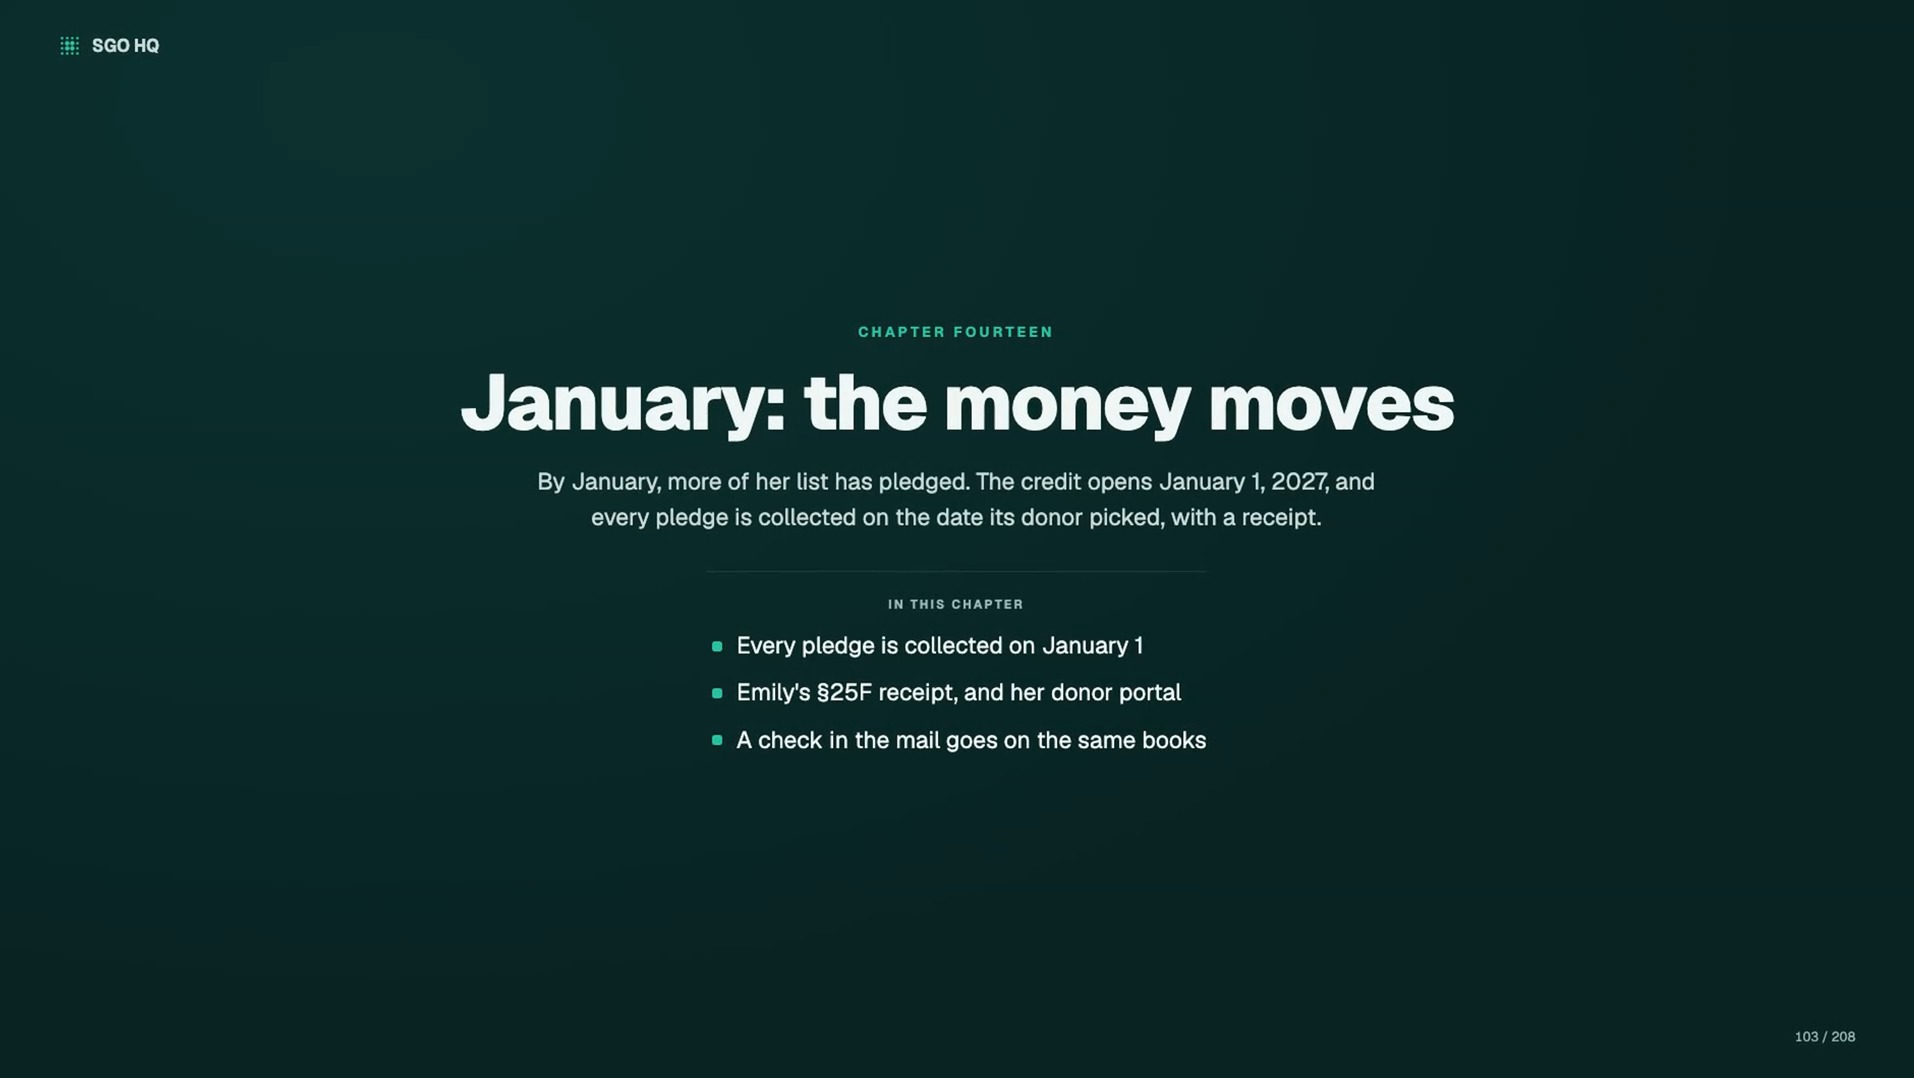 SGO HQ
CHAPTER FOURTEEN
January: the money moves
By January, more of her list has pledged. The credit opens January 1, 2027, and
every pledge is collected on the date its donor picked, with a receipt.
IN THIS CHAPTER
Every pledge is collected on January 1
Emily's §25F receipt, and her donor portal
A check in the mail goes on the same books
103 / 208